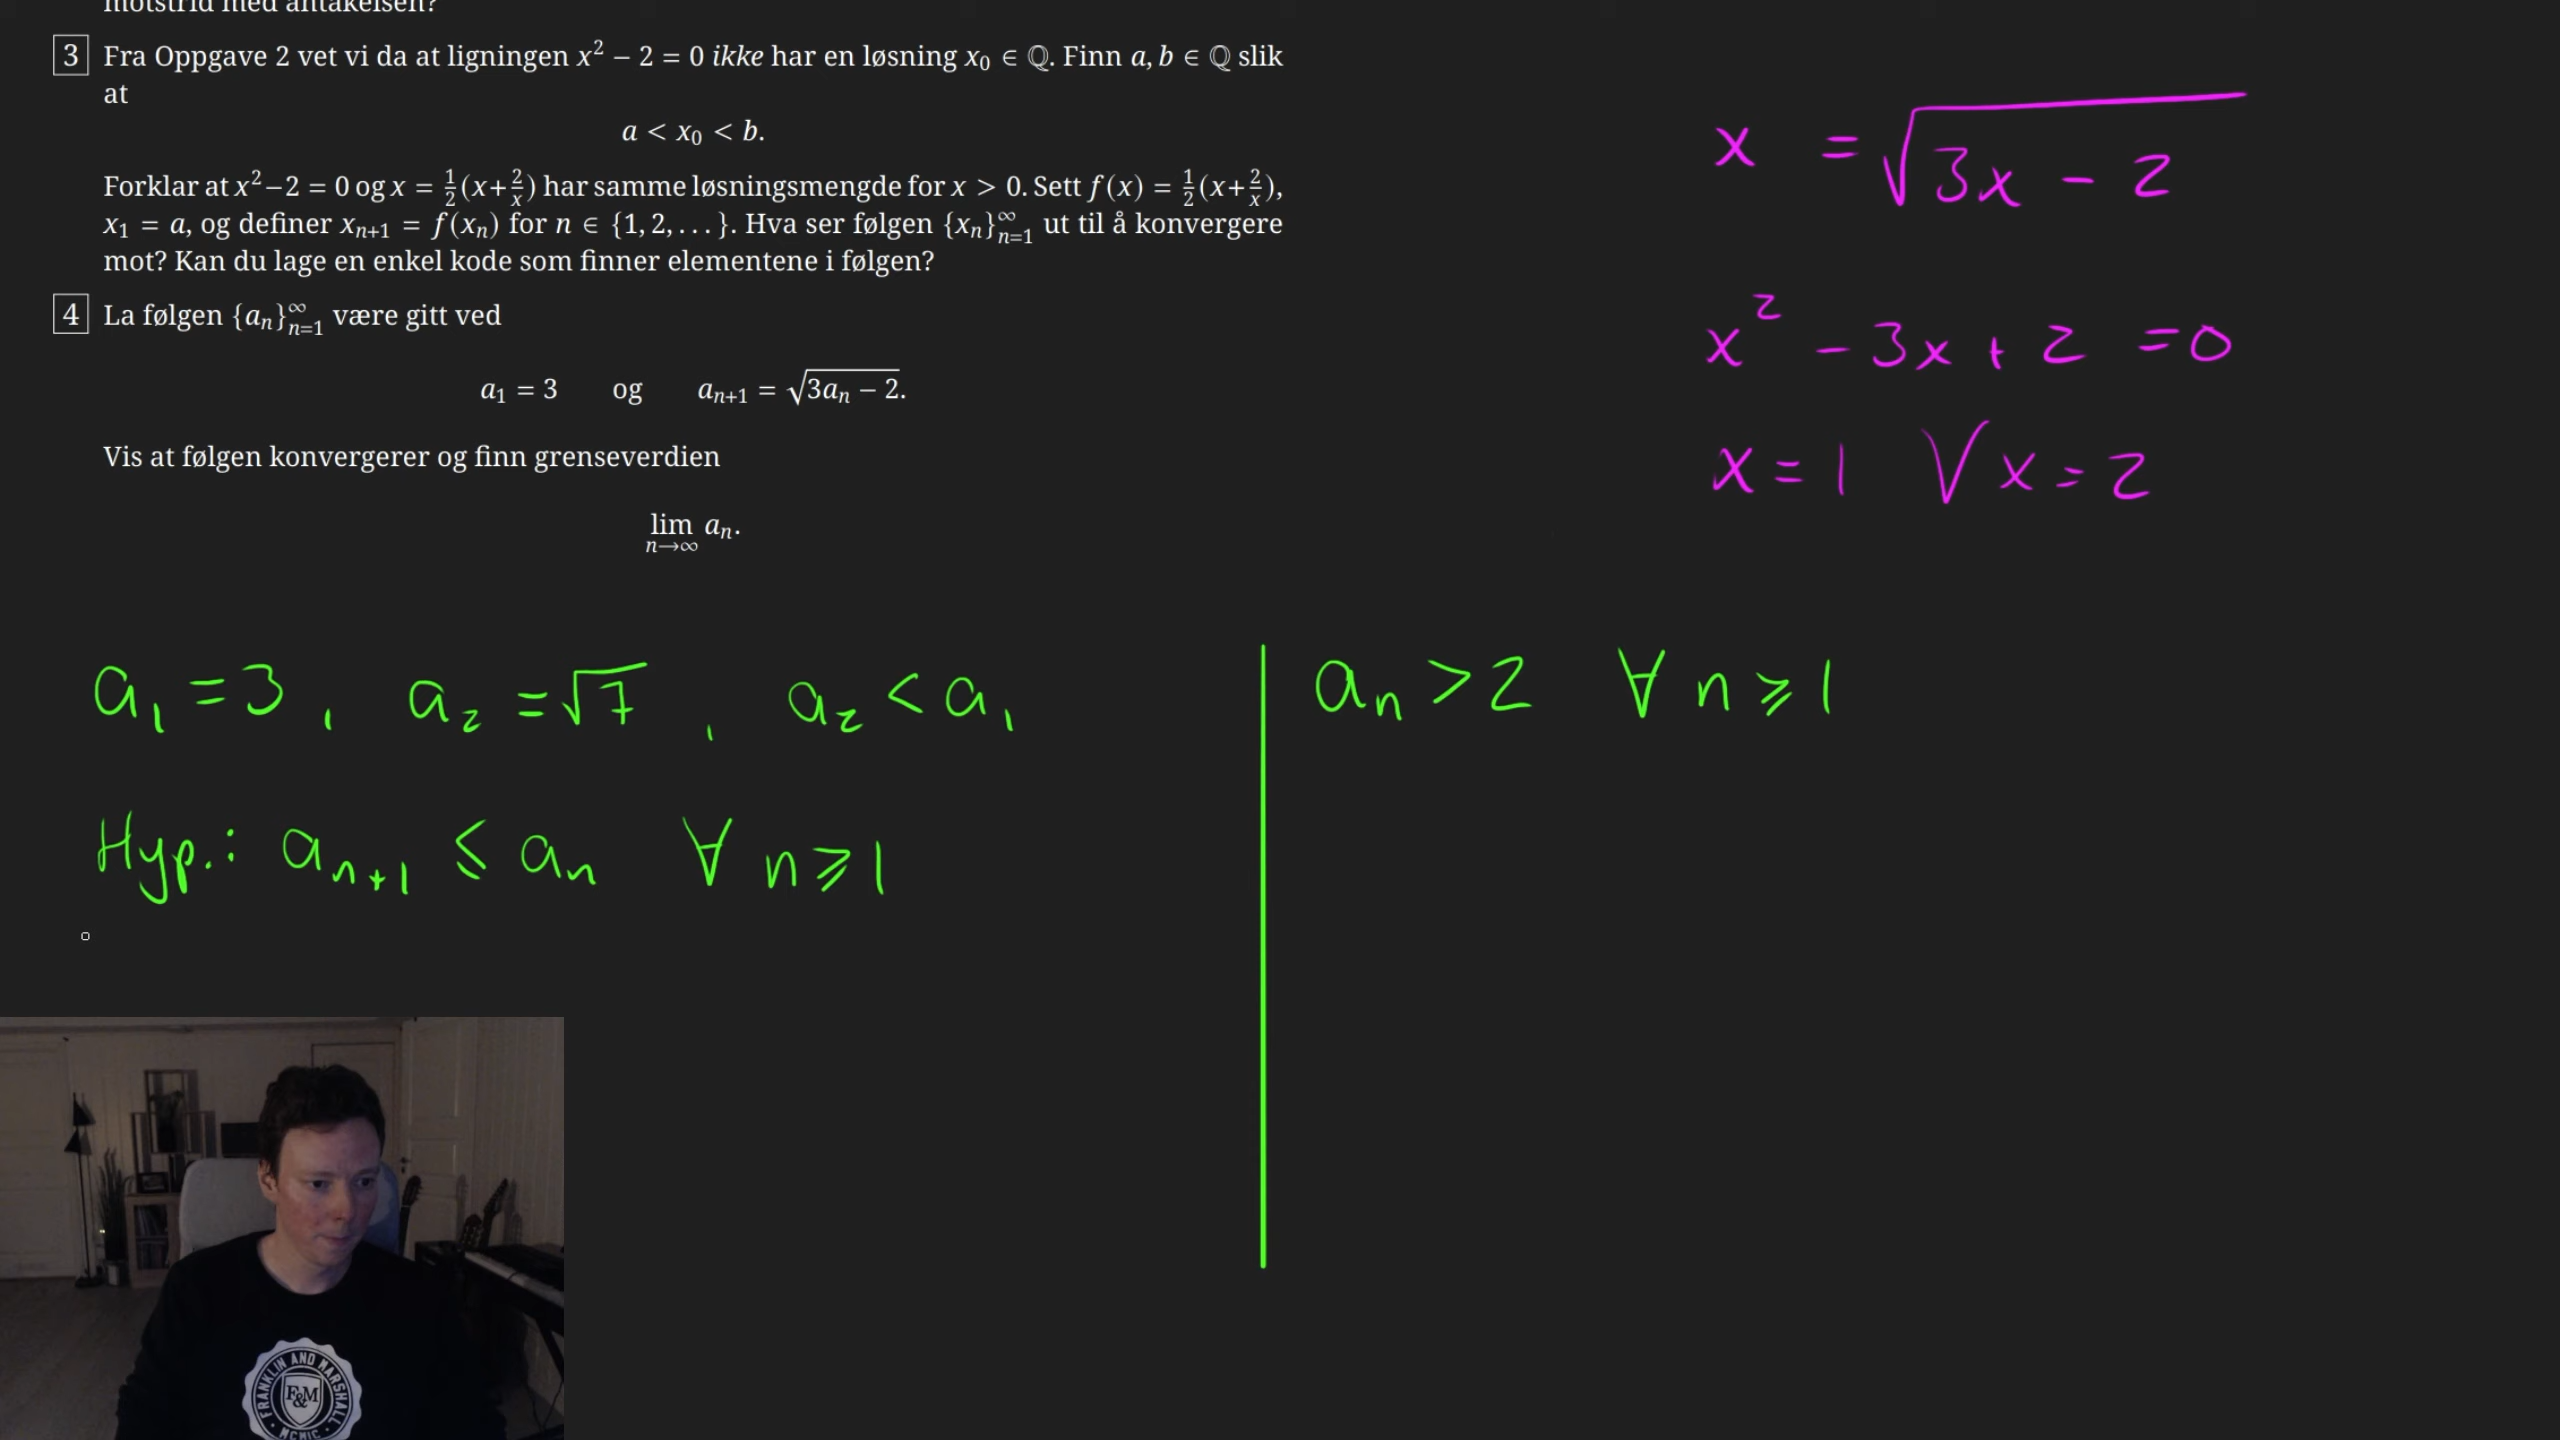 motstrid med antakelsen?
3 Fra Oppgave 2 vet vi da at ligningen x² − 2 = 0 ikke har en løsning x₀ ∈ ℚ. Finn a, b ∈ ℚ slik
at
a < x₀ < b.
Forklar at x² − 2 = 0 og x = ½(x + 2/x) har samme løsningsmengde for x > 0. Sett f(x) = ½(x + 2/x),
x₁ = a, og definer xₙ₊₁ = f(xₙ) for n ∈ {1, 2, . . . }. Hva ser følgen {xₙ}ₙ₌₁^∞ ut til å konvergere
mot? Kan du lage en enkel kode som finner elementene i følgen?
4 La følgen {aₙ}ₙ₌₁^∞ være gitt ved
a₁ = 3 og aₙ₊₁ = √(3aₙ − 2).
Vis at følgen konvergerer og finn grenseverdien
lim n→∞ aₙ.
x = √(3x − 2)
x² − 3x + 2 = 0
x = 1 ∨ x = 2
a₁ = 3, a₂ = √7, a₂ < a₁
Hyp.: aₙ₊₁ ≤ aₙ ∀ n ⩾ 1
aₙ > 2 ∀ n ⩾ 1
FRANKLIN AND MARSHALL
F&M
MCMIC